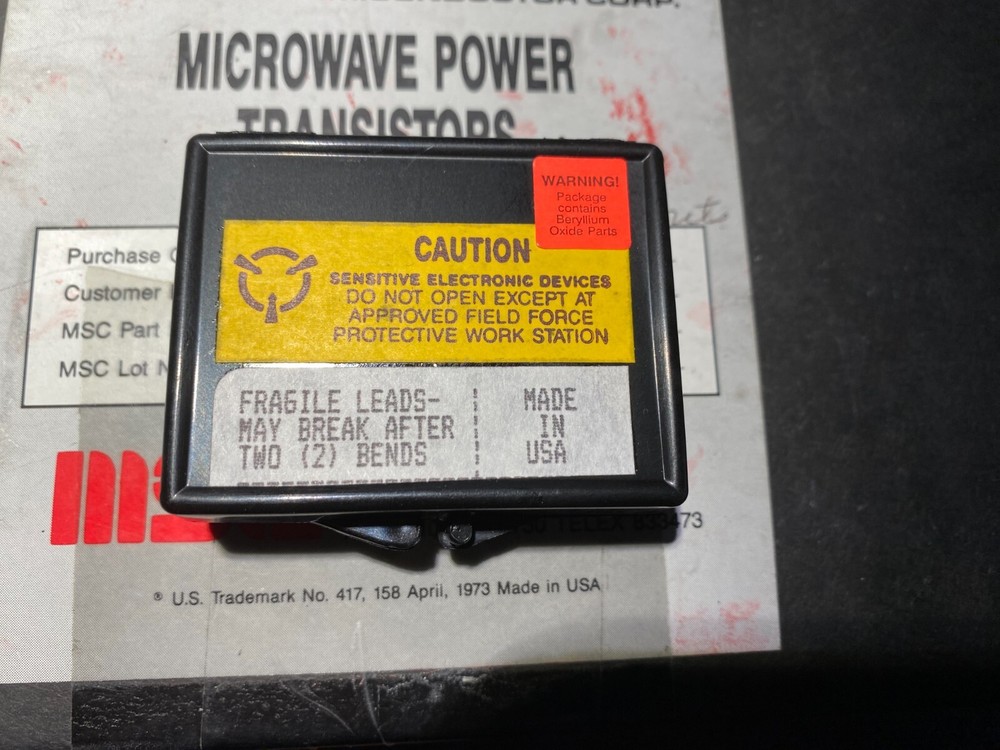 CORP.
MICROWAVE POWER
TRANSISTORS
WARNING!
Package
contains
Beryllium
Oxide Parts
CAUTION
SENSITIVE ELECTRONIC DEVICES
DO NOT OPEN EXCEPT AT
APPROVED FIELD FORCE
PROTECTIVE WORK STATION
Purchase
Customer
MSC Part
MSC Lot
FRAGILE LEADS-
MAY BREAK AFTER
TWO (2) BENDS
MADE
IN
USA
TELEX 833473
® U.S. Trademark No. 417, 158 April, 1973 Made in USA